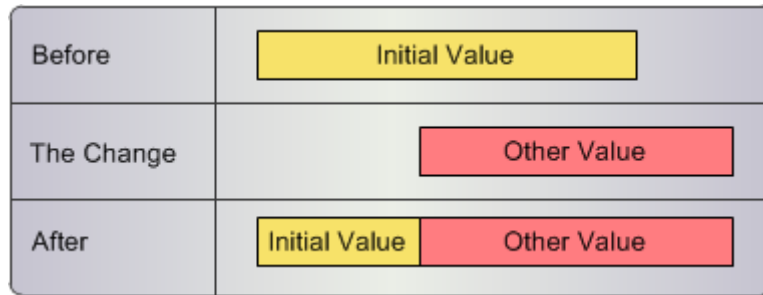 Before
Initial Value
The Change
Other Value
After
Initial Value
Other Value